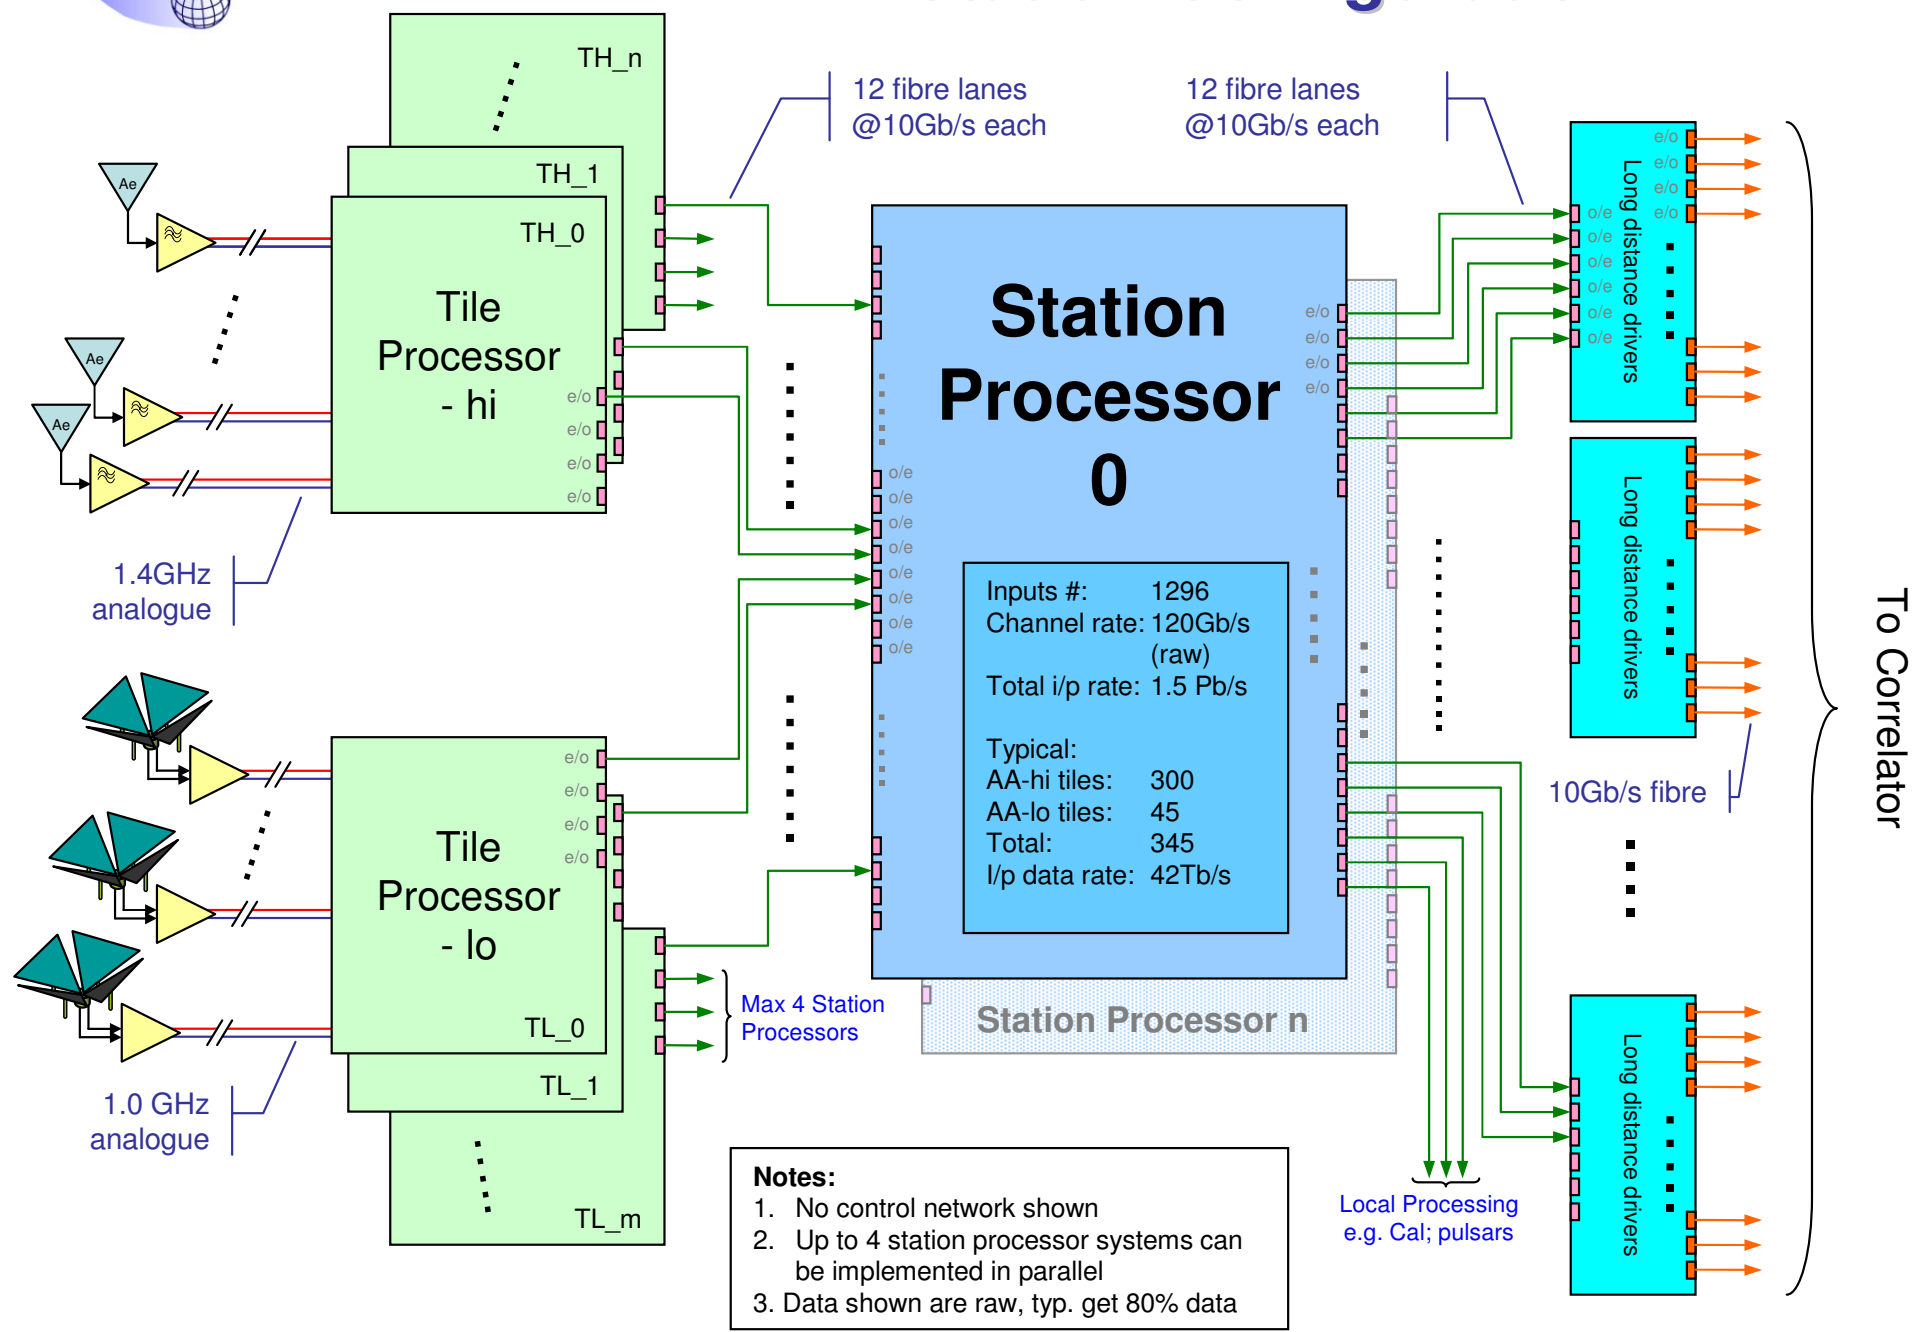 TH_n
12 fibre lanes
@10Gb/s each
12 fibre lanes
@10Gb/s each
TH_1
TH_0
Tile
Processor
- hi
e/o
e/o
e/o
e/o
Ae
Ae
Ae
1.4GHz
analogue
Tile
Processor
- lo
e/o
e/o
e/o
e/o
TL_0
TL_1
TL_m
1.0 GHz
analogue
Max 4 Station
Processors
Station
Processor
0
o/e
o/e
o/e
o/e
o/e
o/e
o/e
o/e
e/o
e/o
e/o
e/o
Inputs #: 1296
Channel rate: 120Gb/s
(raw)
Total i/p rate: 1.5 Pb/s
Typical:
AA-hi tiles: 300
AA-lo tiles: 45
Total: 345
I/p data rate: 42Tb/s
Station Processor n
Notes:
1. No control network shown
2. Up to 4 station processor systems can
be implemented in parallel
3. Data shown are raw, typ. get 80% data
Local Processing
e.g. Cal; pulsars
Long distance drivers
e/o
e/o
e/o
e/o
o/e
o/e
o/e
o/e
o/e
o/e
Long distance drivers
10Gb/s fibre
Long distance drivers
To Correlator